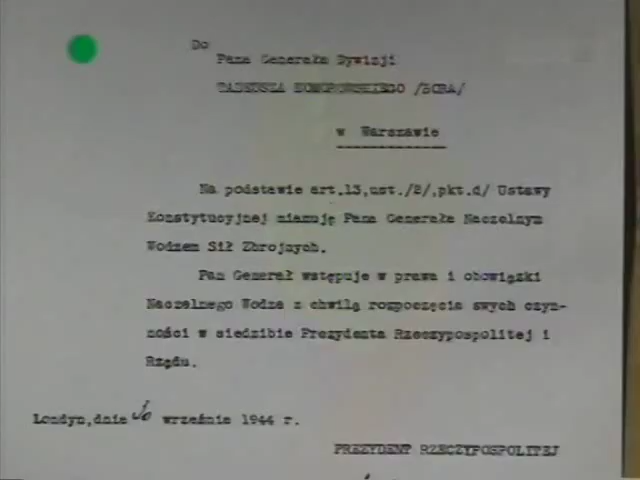 Do
Pana Generała Dywizji
TADEUSZA KOMOROWSKIEGO /BORA/
w Warszawie
Na podstawie art.13,ust./2/,pkt.d/ Ustawy
Konstytucyjnej mianuję Pana Generała Naczelnym
Wodzem Sił Zbrojnych.
Pan Generał wstępuje w prawa i obowiązki
Naczelnego Wodza z chwilą rozpoczęcia swych czyn-
ności w siedzibie Prezydenta Rzeczypospolitej i
Rządu.
Londyn,dnie 30 września 1944 r.
PREZYDENT RZECZYPOSPOLITEJ